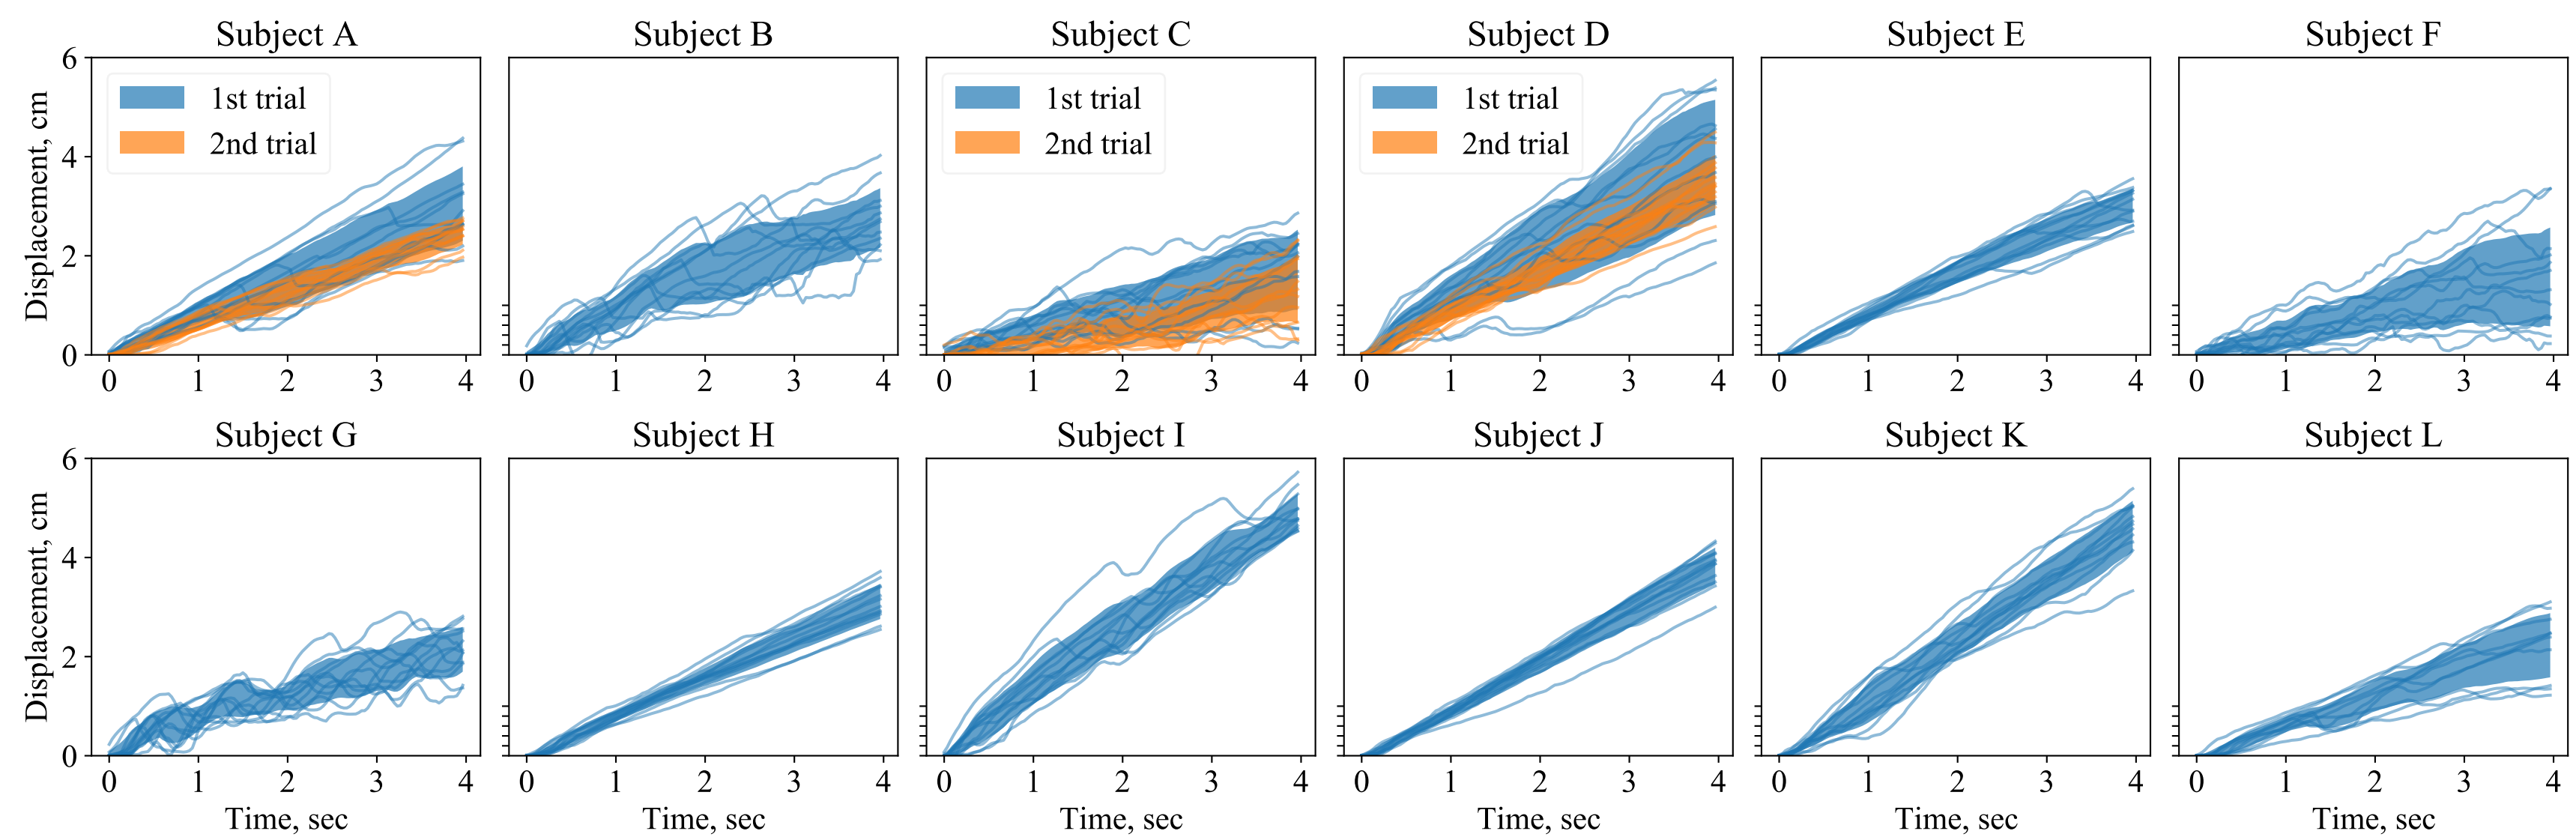 Subject A Subject B Subject C Subject D Subject E Subject F
6
4
2
0
Displacement, cm
1st trial
2nd trial
1st trial
2nd trial
1st trial
2nd trial
0 1 2 3 4 0 1 2 3 4 0 1 2 3 4 0 1 2 3 4 0 1 2 3 4 0 1 2 3 4
Subject G Subject H Subject I Subject J Subject K Subject L
6
4
2
0
Displacement, cm
0 1 2 3 4 0 1 2 3 4 0 1 2 3 4 0 1 2 3 4 0 1 2 3 4 0 1 2 3 4
Time, sec Time, sec Time, sec Time, sec Time, sec Time, sec